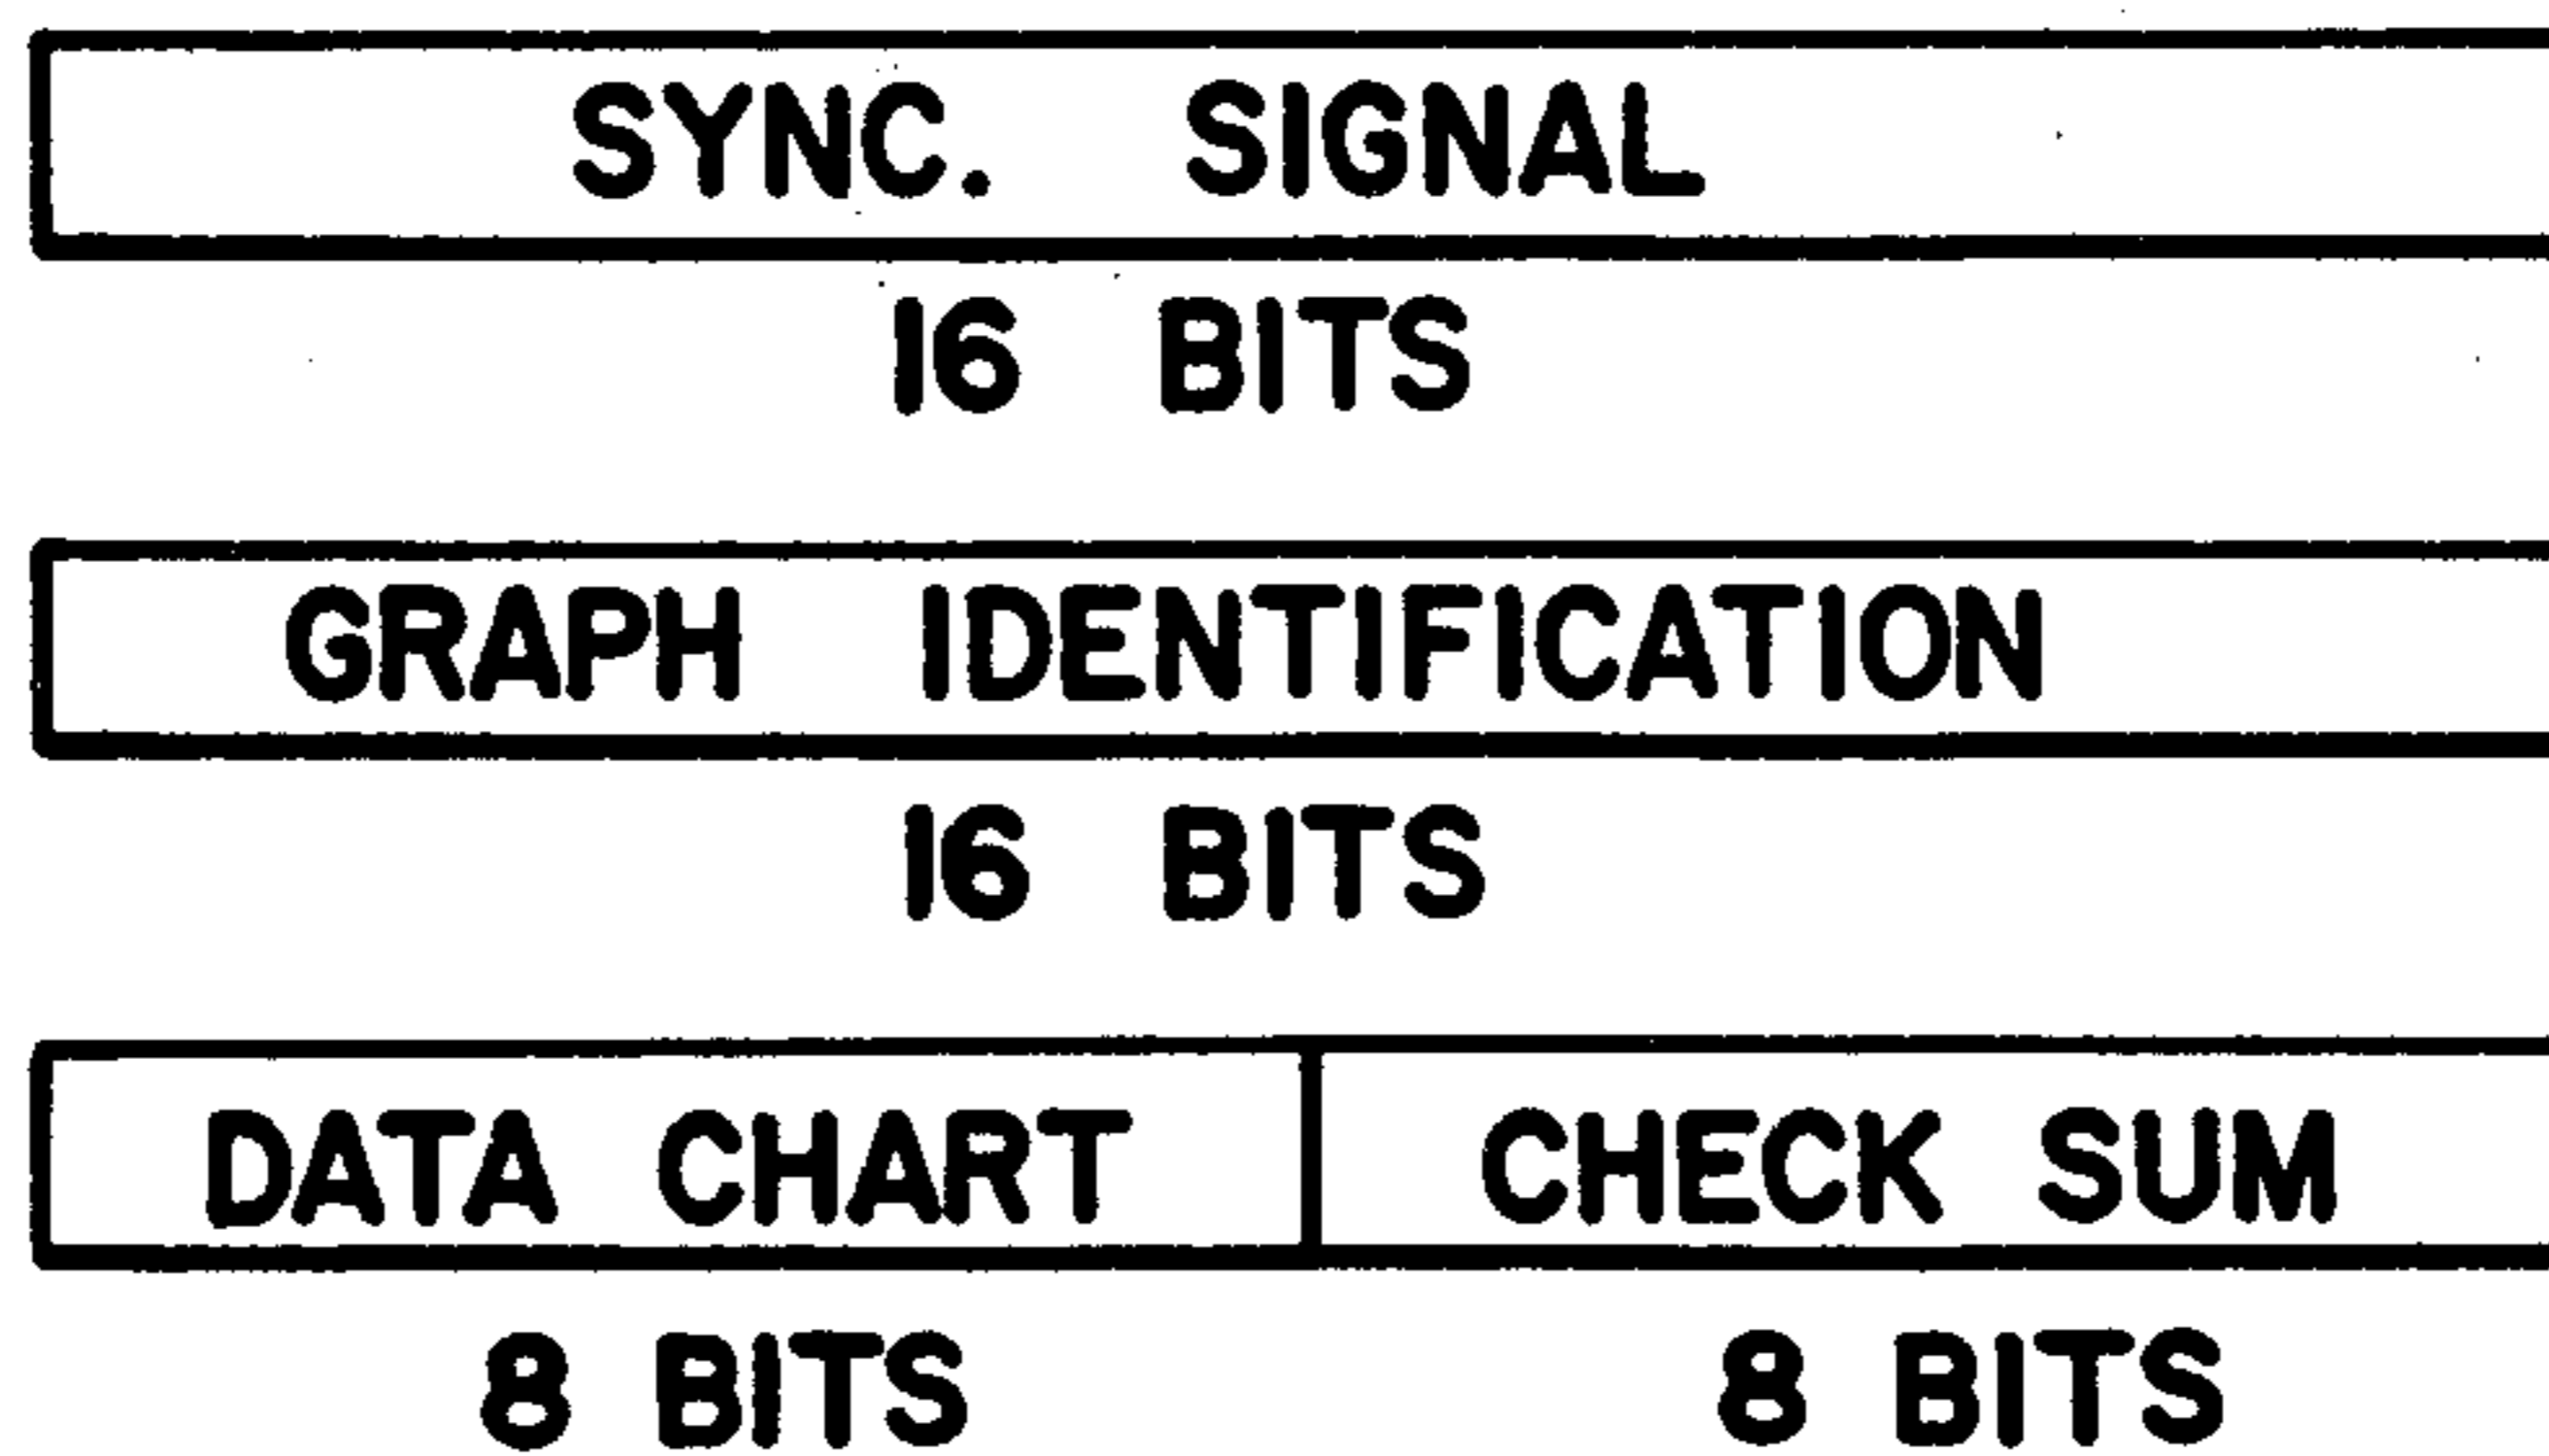 SYNC. SIGNAL
16 BITS
GRAPH IDENTIFICATION
16 BITS
DATA CHART CHECK SUM
8 BITS 8 BITS